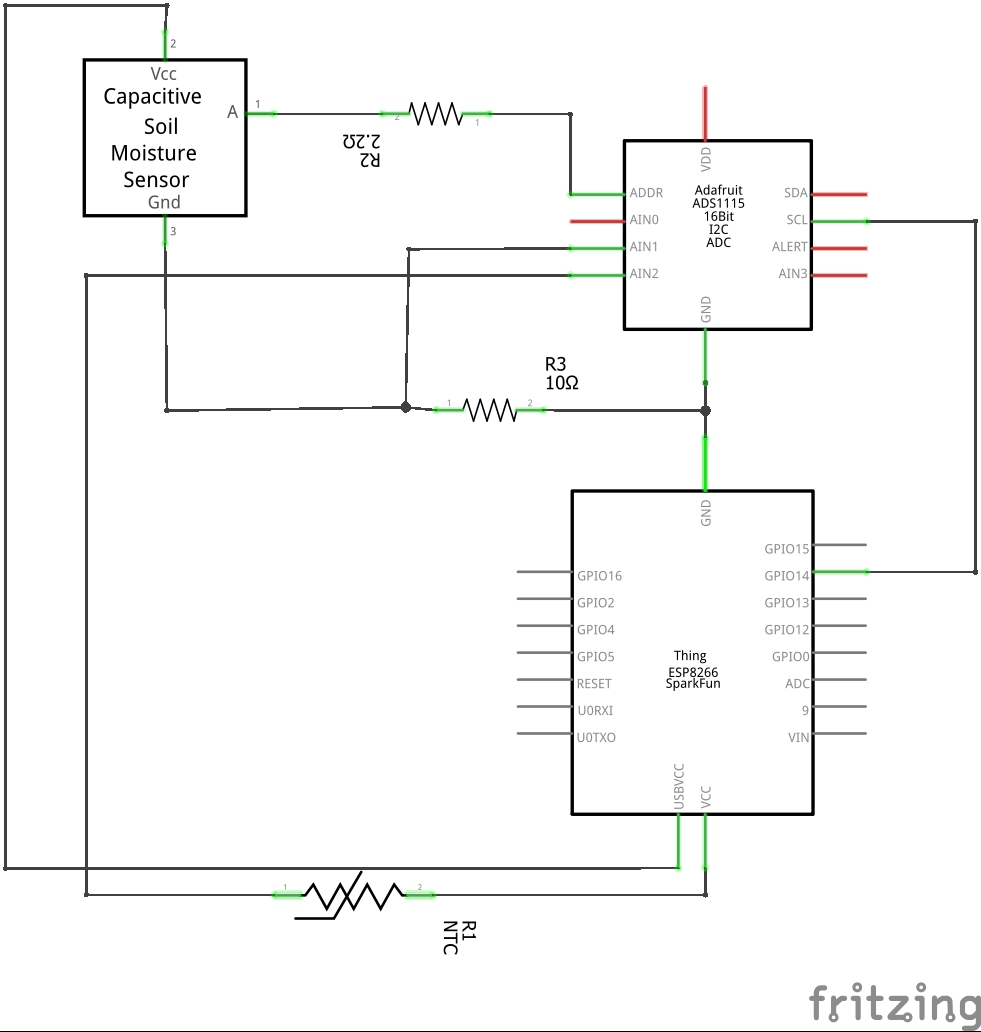 2
Vcc
Capacitive
Soil
Moisture
Sensor
Gnd
A
1
3
2
1
R2
2.2Ω
VDD
Adafruit
ADS1115
16Bit
I2C
ADC
ADDR
AIN0
AIN1
AIN2
SDA
SCL
ALERT
AIN3
GND
R3
10Ω
1
2
GND
GPIO16
GPIO2
GPIO4
GPIO5
RESET
U0RXI
U0TXO
Thing
ESP8266
SparkFun
GPIO15
GPIO14
GPIO13
GPIO12
GPIO0
ADC
9
VIN
USBVCC
VCC
1
2
R1
NTC
fritzing